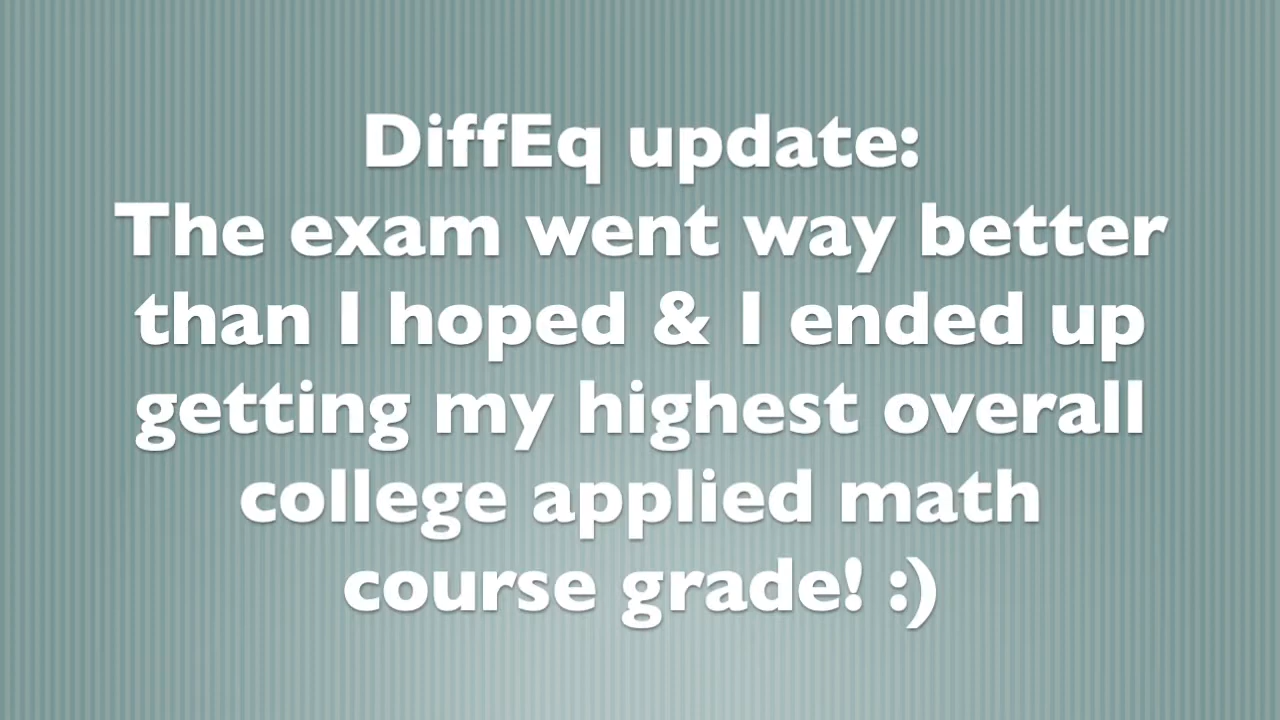 DiffEq update:
The exam went way better
than I hoped & I ended up
getting my highest overall
college applied math
course grade! :)